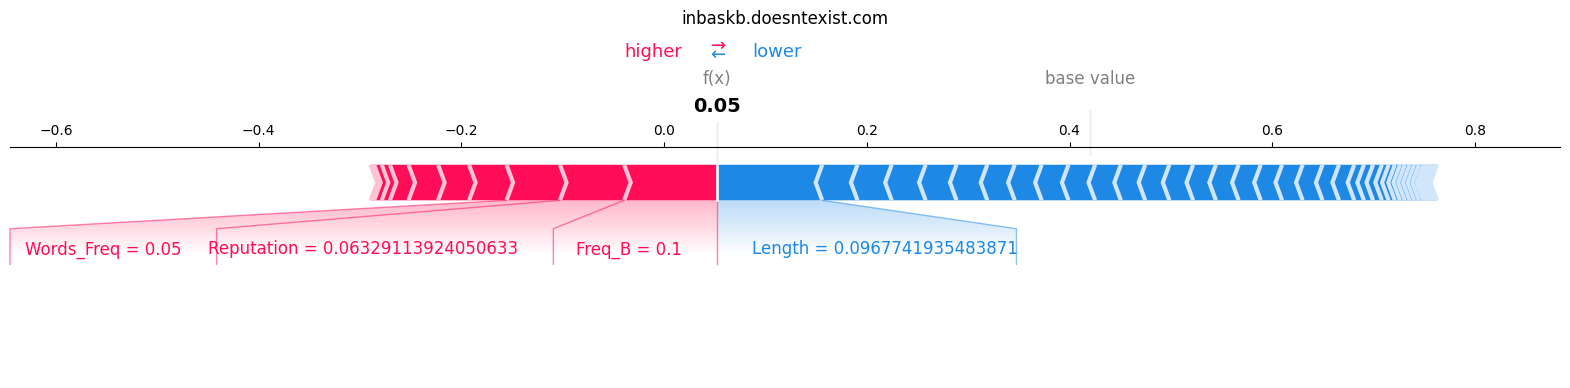 inbaskb.doesntexist.com
higher ⇄ lower
f(x) base value
0.05
−0.6 −0.4 −0.2 0.0 0.2 0.4 0.6 0.8
Words_Freq = 0.05 Reputation = 0.06329113924050633 Freq_B = 0.1 Length = 0.0967741935483871